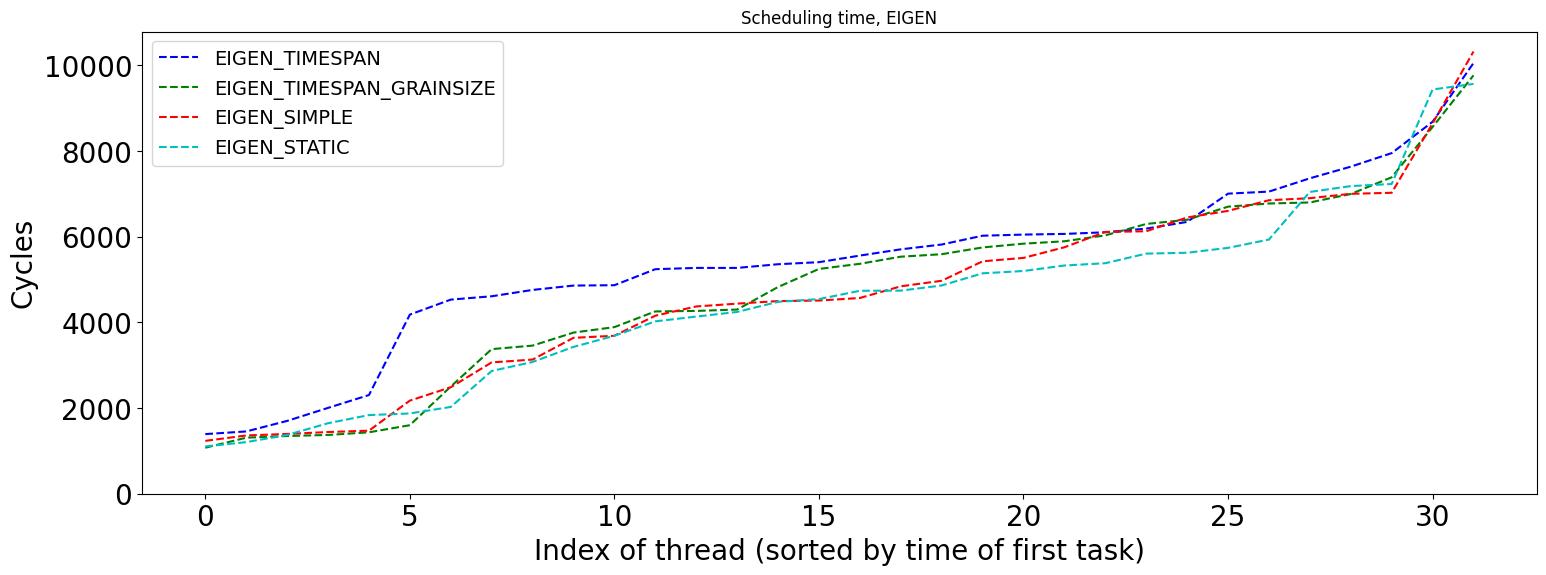 Scheduling time, EIGEN
EIGEN_TIMESPAN
EIGEN_TIMESPAN_GRAINSIZE
EIGEN_SIMPLE
EIGEN_STATIC
10000
8000
6000
4000
2000
0
Cycles
0 5 10 15 20 25 30
Index of thread (sorted by time of first task)